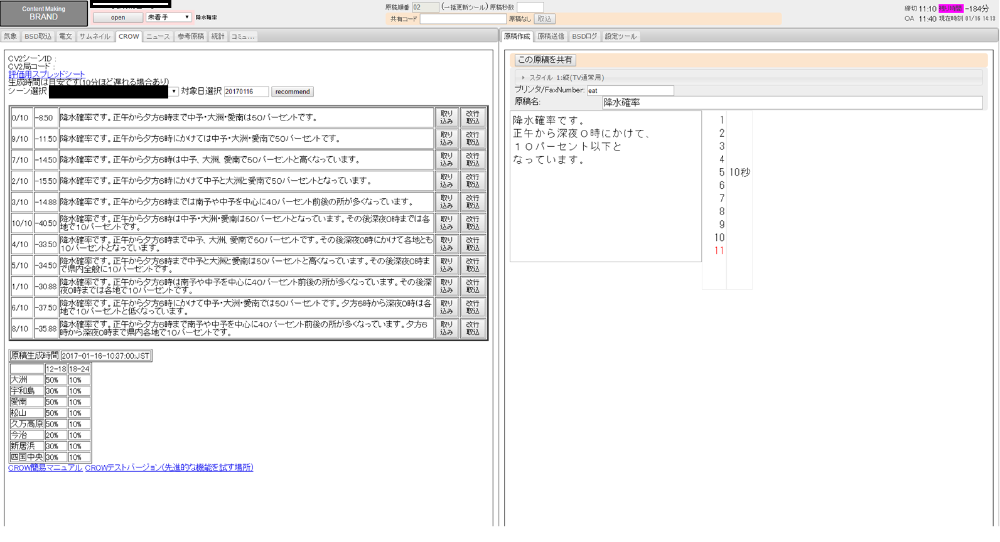 Content Making
BRAND
open
未着手
降水確率
原稿順番 02 (一括更新ツール) 原稿秒数
共有コード 原稿なし 取込
締切 11:10 残り時間 -184分
OA 11:40 現在時刻 01/16 14:13
気象 BSD取込 電文 サムネイル CROW ニュース 参考原稿 統計 コミュ...
原稿作成 原稿送信 BSDログ 設定ツール
CV2シーンID :
CV2局コード :
評価用スプレッドシート
生成時間は目安です(10分ほど遅れる場合あり)
シーン選択 対象日選択 20170116 recommend
0/10 -8.50 降水確率です。正午から夕方6時まで中予・大洲・愛南は50パーセントです。 取り込み 改行取込
9/10 -11.50 降水確率です。正午から夕方6時にかけては中予・大洲・愛南で50パーセントです。 取り込み 改行取込
7/10 -14.50 降水確率です。正午から夕方6時は中予、大洲、愛南で50パーセントと高くなっています。 取り込み 改行取込
2/10 -15.50 降水確率です。正午から夕方6時にかけて中予と大洲と愛南で50パーセントとなっています。 取り込み 改行取込
3/10 -14.88 降水確率です。正午から夕方6時までは南予や中予を中心に40パーセント前後の所が多くなっています。 取り込み 改行取込
10/10 -40.50 降水確率です。正午から夕方6時は中予・大洲・愛南は50パーセントとなっています。その後深夜0時までは各
地で10パーセントです。 取り込み 改行取込
4/10 -33.50 降水確率です。正午から夕方6時まで中予、大洲、愛南で50パーセントです。その後深夜0時にかけて各地とも
10パーセントとなっています。 取り込み 改行取込
5/10 -34.50 降水確率です。正午から夕方6時まで中予と大洲と愛南は50パーセントと高くなっています。その後深夜0時ま
で県内全般に10パーセントです。 取り込み 改行取込
1/10 -30.88 降水確率です。正午から夕方6時は南予や中予を中心に40パーセント前後の所が多くなっています。その後深
夜0時までは各地で10パーセントです。 取り込み 改行取込
6/10 -37.50 降水確率です。正午から夕方6時にかけて中予・大洲・愛南では50パーセントです。夕方6時から深夜0時は各
地で10パーセントと低くなっています。 取り込み 改行取込
8/10 -35.88 降水確率です。正午から夕方6時まで南予や中予を中心に40パーセント前後の所が多くなっています。夕方6
時から深夜0時まで県内各地で10パーセントです。 取り込み 改行取込
原稿生成時間 2017-01-16-10:37:00:JST
12-18 18-24
大洲 50% 10%
宇和島 30% 10%
愛南 50% 10%
松山 50% 10%
久万高原 50% 10%
今治 20% 10%
新居浜 30% 10%
四国中央 30% 10%
CROW簡易マニュアル CROWテストバージョン(先進的な機能を試す場所)
この原稿を共有
スタイル 1:縦(TV通常用)
プリンタ/FaxNumber: eat
原稿名: 降水確率
降水確率です。
正午から深夜0時にかけて、
10パーセント以下と
なっています。
1
2
3
4
5 10秒
6
7
8
9
10
11